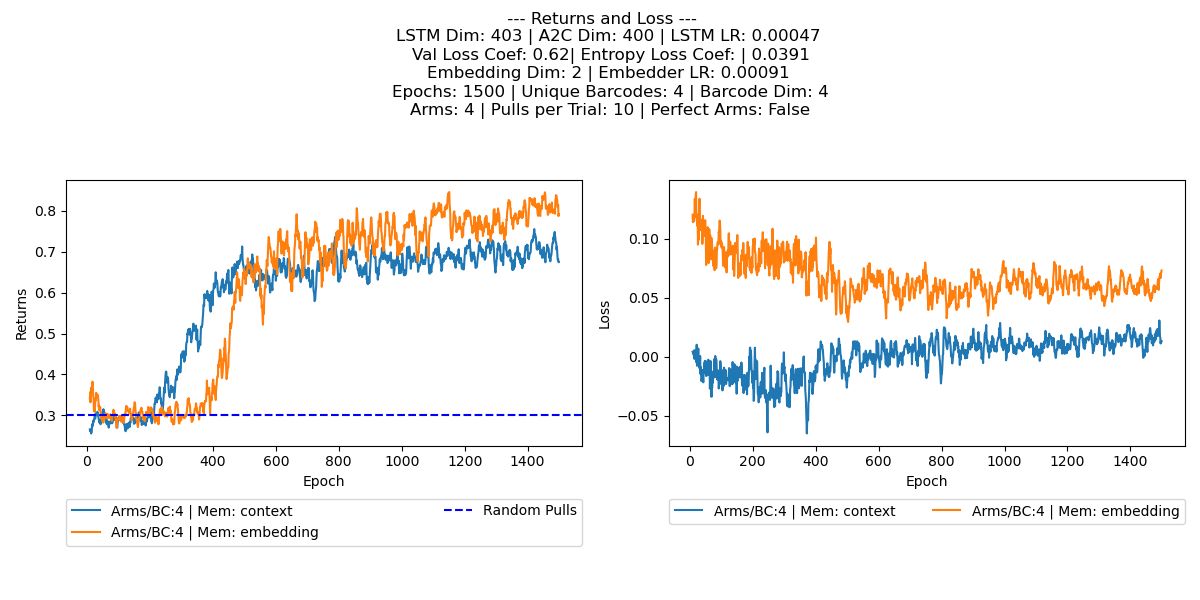 --- Returns and Loss ---
LSTM Dim: 403 | A2C Dim: 400 | LSTM LR: 0.00047
Val Loss Coef: 0.62| Entropy Loss Coef: | 0.0391
Embedding Dim: 2 | Embedder LR: 0.00091
Epochs: 1500 | Unique Barcodes: 4 | Barcode Dim: 4
Arms: 4 | Pulls per Trial: 10 | Perfect Arms: False
Returns
0.8
0.7
0.6
0.5
0.4
0.3
0 200 400 600 800 1000 1200 1400
Epoch
Arms/BC:4 | Mem: context
Arms/BC:4 | Mem: embedding
Random Pulls
Loss
0.10
0.05
0.00
−0.05
0 200 400 600 800 1000 1200 1400
Epoch
Arms/BC:4 | Mem: context
Arms/BC:4 | Mem: embedding